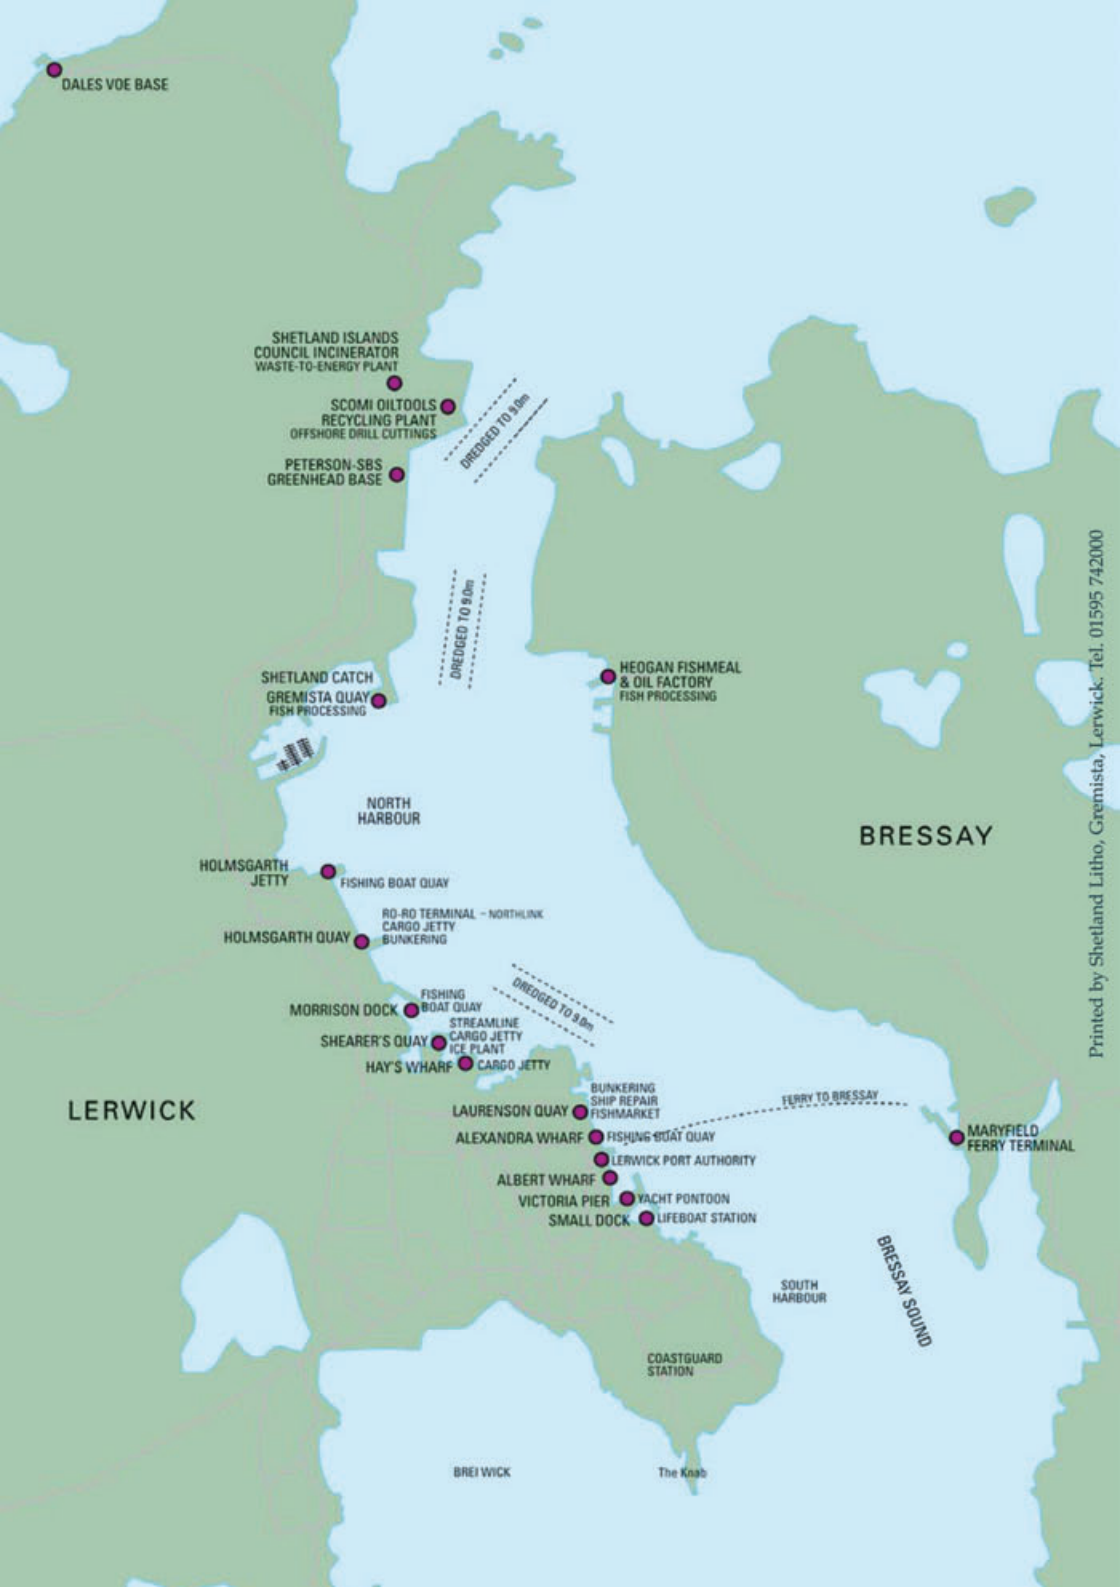 DALES VOE BASE
SHETLAND ISLANDS
COUNCIL INCINERATOR
WASTE-TO-ENERGY PLANT
SCOMI OILTOOLS
RECYCLING PLANT
OFFSHORE DRILL CUTTINGS
DREDGED TO 9.0m
PETERSON-SBS
GREENHEAD BASE
DREDGED TO 9.0m
SHETLAND CATCH
GREMISTA QUAY
FISH PROCESSING
HEOGAN FISHMEAL
& OIL FACTORY
FISH PROCESSING
NORTH
HARBOUR
BRESSAY
HOLMSGARTH
JETTY
FISHING BOAT QUAY
HOLMSGARTH QUAY
RO-RO TERMINAL – NORTHLINK
CARGO JETTY
BUNKERING
DREDGED TO 9.0m
MORRISON DOCK
FISHING
BOAT QUAY
SHEARER'S QUAY
STREAMLINE
CARGO JETTY
ICE PLANT
HAY'S WHARF
CARGO JETTY
LERWICK
LAURENSON QUAY
BUNKERING
SHIP REPAIR
FISHMARKET
FERRY TO BRESSAY
ALEXANDRA WHARF
FISHING BOAT QUAY
MARYFIELD
FERRY TERMINAL
LERWICK PORT AUTHORITY
ALBERT WHARF
VICTORIA PIER
YACHT PONTOON
SMALL DOCK
LIFEBOAT STATION
BRESSAY SOUND
SOUTH
HARBOUR
COASTGUARD
STATION
BREI WICK
The Knab
Printed by Shetland Litho, Gremista, Lerwick. Tel. 01595 742000